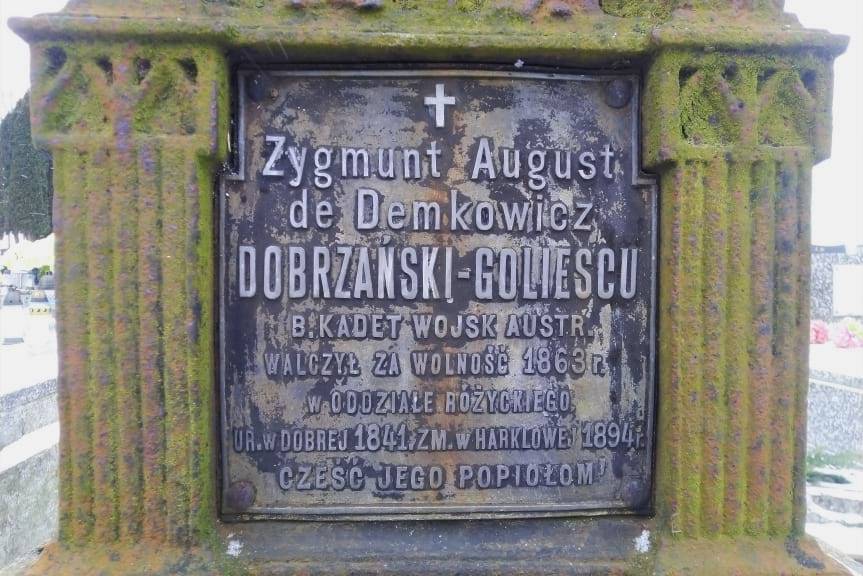 Zygmunt August
de Demkowicz
DOBRZAŃSKI-GOLIESCU
B. KADET WOJSK AUSTR.
WALCZYŁ ZA WOLNOŚĆ 1863 r.
W ODDZIALE RÓŻYCKIEGO.
UR. W DOBREJ 1841, ZM. W HARKLOWEJ 1894 r.
CZEŚĆ JEGO POPIOŁOM!